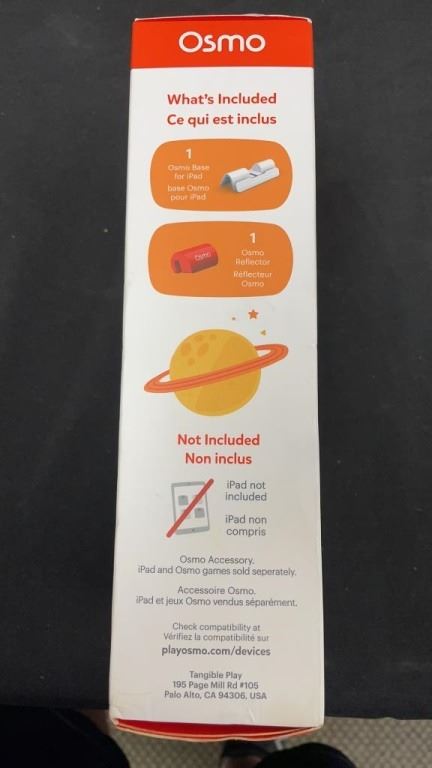 Osmo
What's Included
Ce qui est inclus
1
Osmo Base
for iPad
base Osmo
pour iPad
Osmo
1
Osmo
Reflector
Réflecteur
Osmo
Not Included
Non inclus
iPad not
included
iPad non
compris
Osmo Accessory.
iPad and Osmo games sold seperately.
Accessoire Osmo.
iPad et jeux Osmo vendus séparément.
Check compatibility at
Vérifiez la compatibilité sur
playosmo.com/devices
Tangible Play
195 Page Mill Rd #105
Palo Alto, CA 94306, USA